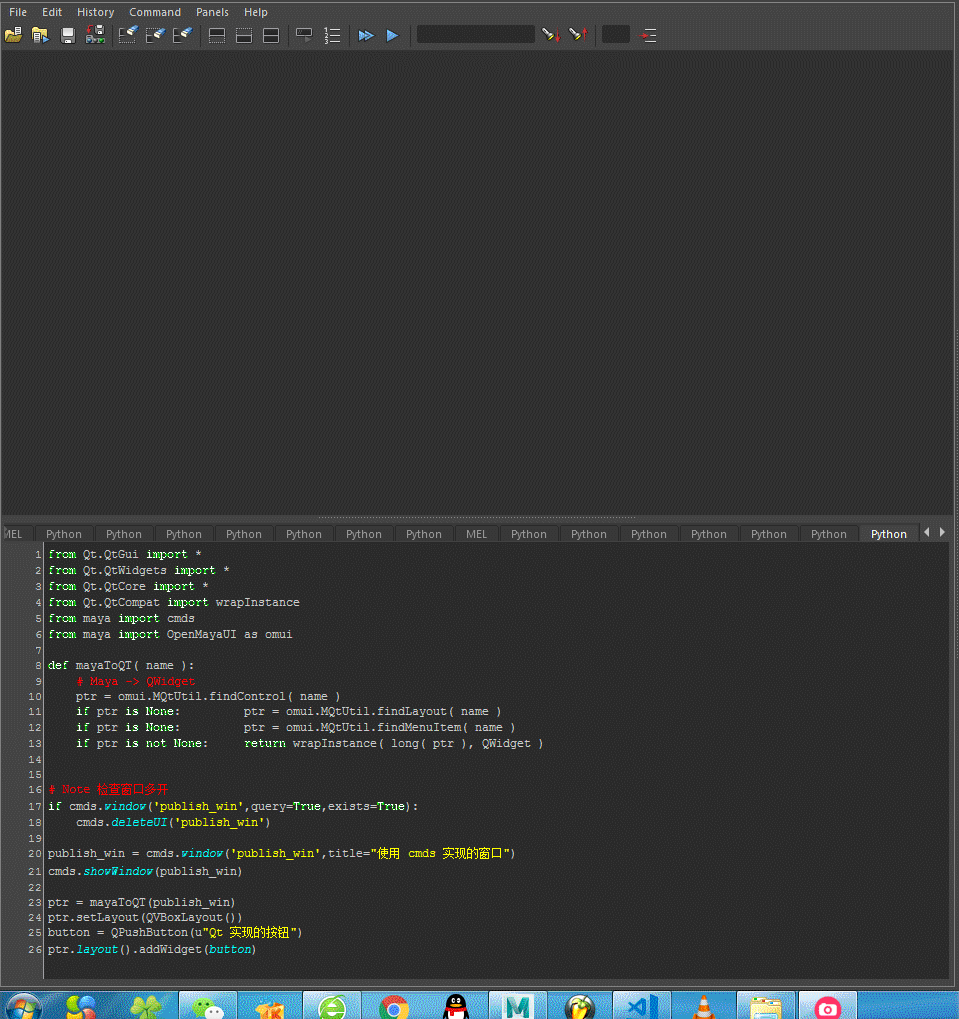 File Edit History Command Panels Help
MEL Python Python Python Python Python Python Python MEL Python Python Python Python Python Python Python
1 from Qt.QtGui import *
2 from Qt.QtWidgets import *
3 from Qt.QtCore import *
4 from Qt.QtCompat import wrapInstance
5 from maya import cmds
6 from maya import OpenMayaUI as omui
7
8 def mayaToQT( name ):
9     # Maya -> QWidget
10     ptr = omui.MQtUtil.findControl( name )
11     if ptr is None:         ptr = omui.MQtUtil.findLayout( name )
12     if ptr is None:         ptr = omui.MQtUtil.findMenuItem( name )
13     if ptr is not None:     return wrapInstance( long( ptr ), QWidget )
14
15
16 # Note 检查窗口多开
17 if cmds.window('publish_win',query=True,exists=True):
18     cmds.deleteUI('publish_win')
19
20 publish_win = cmds.window('publish_win',title="使用 cmds 实现的窗口")
21 cmds.showWindow(publish_win)
22
23 ptr = mayaToQT(publish_win)
24 ptr.setLayout(QVBoxLayout())
25 button = QPushButton(u"Qt 实现的按钮")
26 ptr.layout().addWidget(button)